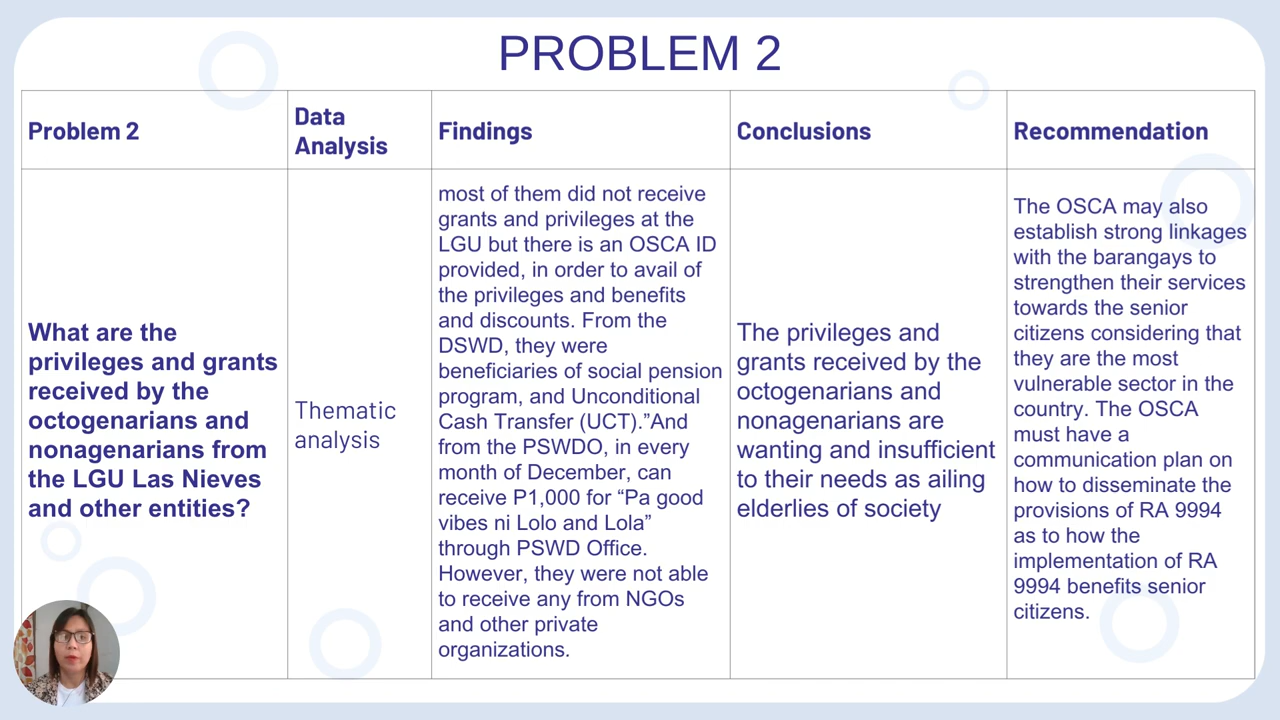 PROBLEM 2
Problem 2
Data
Analysis
Findings
Conclusions
Recommendation
What are the
privileges and grants
received by the
octogenarians and
nonagenarians from
the LGU Las Nieves
and other entities?
Thematic
analysis
most of them did not receive
grants and privileges at the
LGU but there is an OSCA ID
provided, in order to avail of
the privileges and benefits
and discounts. From the
DSWD, they were
beneficiaries of social pension
program, and Unconditional
Cash Transfer (UCT).”And
from the PSWDO, in every
month of December, can
receive P1,000 for “Pa good
vibes ni Lolo and Lola”
through PSWD Office.
However, they were not able
to receive any from NGOs
and other private
organizations.
The privileges and
grants received by the
octogenarians and
nonagenarians are
wanting and insufficient
to their needs as ailing
elderlies of society
The OSCA may also
establish strong linkages
with the barangays to
strengthen their services
towards the senior
citizens considering that
they are the most
vulnerable sector in the
country. The OSCA
must have a
communication plan on
how to disseminate the
provisions of RA 9994
as to how the
implementation of RA
9994 benefits senior
citizens.